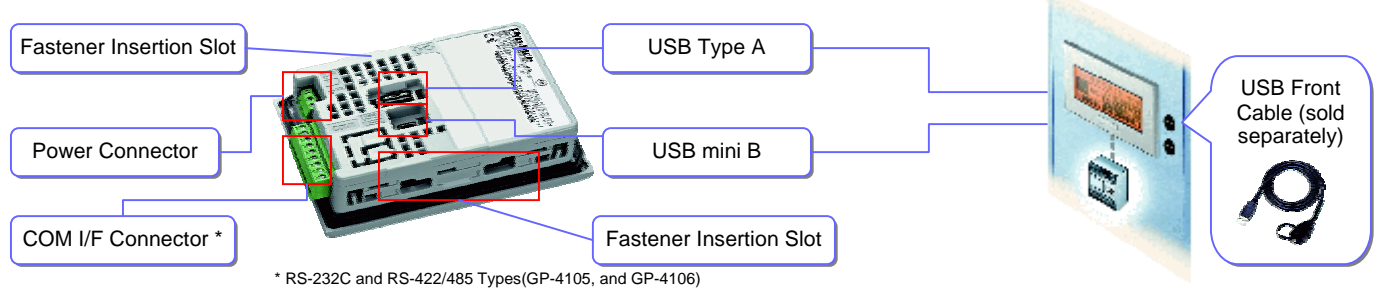 Fastener Insertion Slot
USB Type A
USB Front
Cable (sold
separately)
Power Connector
USB mini B
COM I/F Connector *
Fastener Insertion Slot
* RS-232C and RS-422/485 Types(GP-4105, and GP-4106)